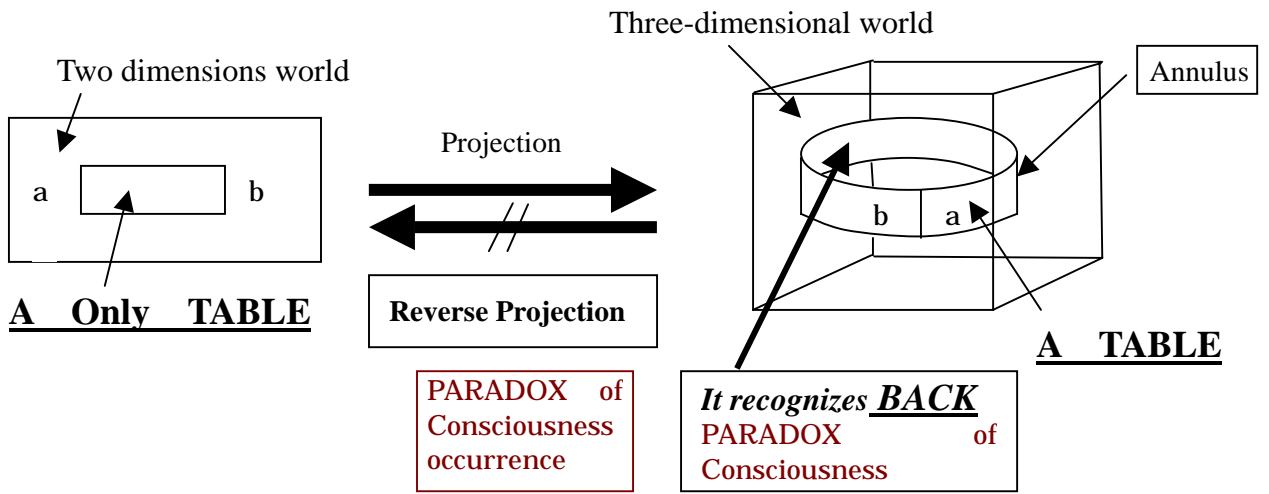 Three-dimensional world
Two dimensions world
Annulus
Projection
a
b
b
a
A Only TABLE
Reverse Projection
A TABLE
PARADOX of
Consciousness
occurrence
It recognizes BACK
PARADOX of
Consciousness